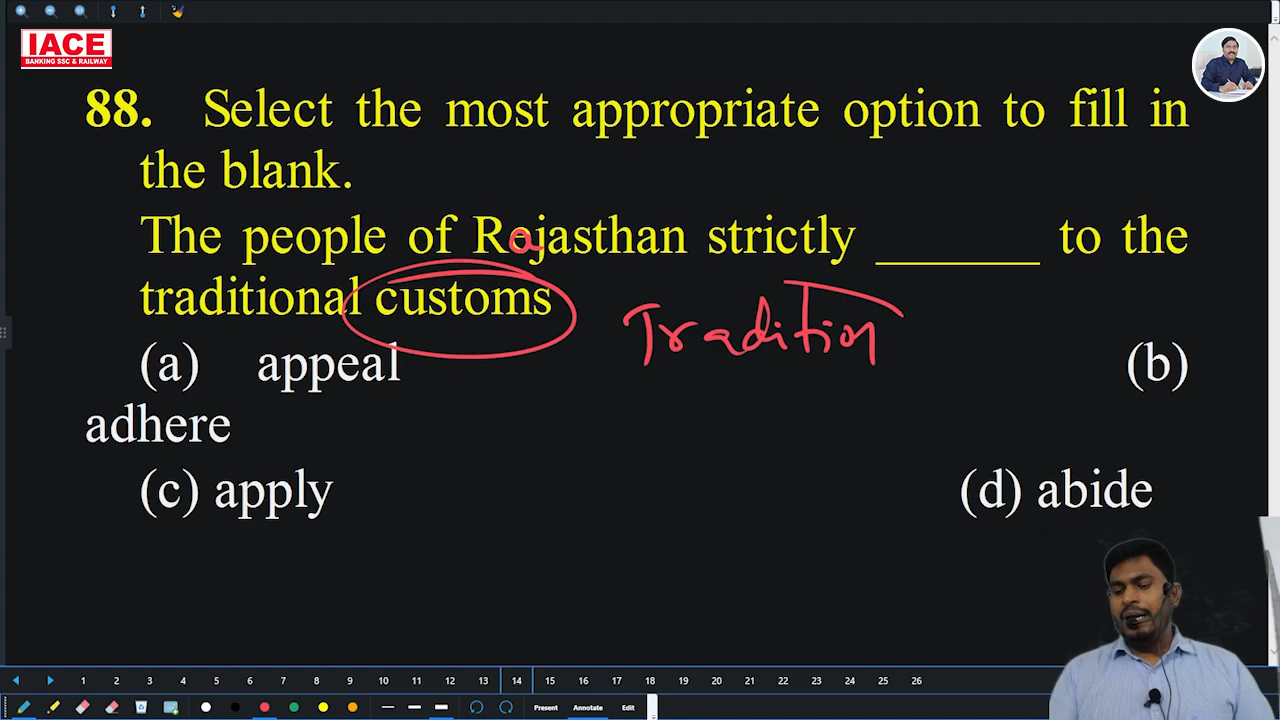 IACE
BANKING SSC & RAILWAY
88. Select the most appropriate option to fill in
the blank.
The people of Rajasthan strictly _______ to the
traditional customs
Tradition
(a) appeal (b)
adhere
(c) apply (d) abide
1 2 3 4 5 6 7 8 9 10 11 12 13 14 15 16 17 18 19 20 21 22 23 24 25 26
Present Annotate Edit